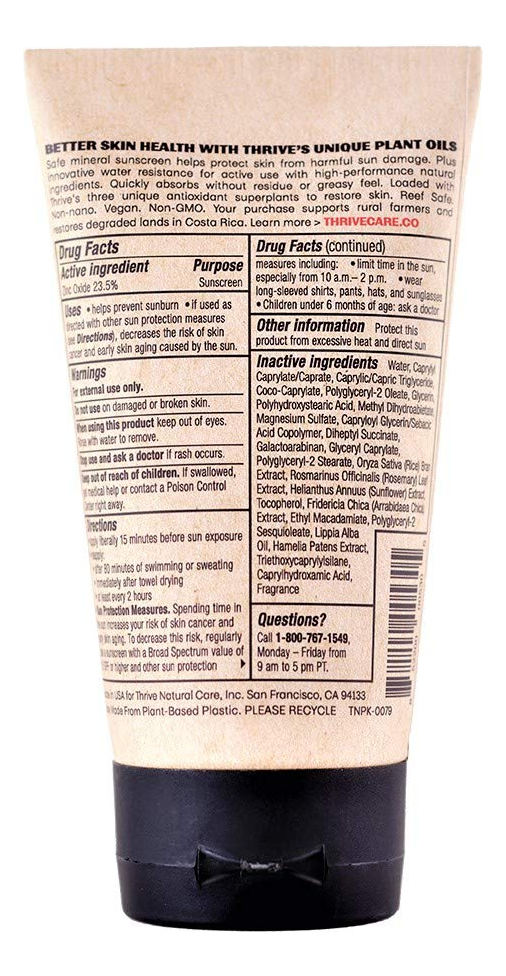 BETTER SKIN HEALTH WITH THRIVE'S UNIQUE PLANT OILS
Safe mineral sunscreen helps protect skin from harmful sun damage. Plus
innovative water resistance for active use with high-performance natural
ingredients. Quickly absorbs without residue or greasy feel. Loaded with
Thrive's three unique antioxidant superplants to restore skin. Reef Safe.
Non-nano. Vegan. Non-GMO. Your purchase supports rural farmers and
restores degraded lands in Costa Rica. Learn more > THRIVECARE.CO
Drug Facts
Active ingredient Purpose
Zinc Oxide 23.5% Sunscreen
Uses • helps prevent sunburn • if used as
directed with other sun protection measures
(see Directions), decreases the risk of skin
cancer and early skin aging caused by the sun.
Warnings
For external use only.
Do not use on damaged or broken skin.
When using this product keep out of eyes.
Rinse with water to remove.
Stop use and ask a doctor if rash occurs.
Keep out of reach of children. If swallowed,
get medical help or contact a Poison Control
Center right away.
Directions
apply liberally 15 minutes before sun exposure
reapply:
• after 80 minutes of swimming or sweating
• immediately after towel drying
• at least every 2 hours
Sun Protection Measures. Spending time in
sun increases your risk of skin cancer and
early skin aging. To decrease this risk, regularly
use a sunscreen with a Broad Spectrum value of
SPF or higher and other sun protection
Drug Facts (continued)
measures including: • limit time in the sun,
especially from 10 a.m.– 2 p.m. • wear
long-sleeved shirts, pants, hats, and sunglasses
• Children under 6 months of age: ask a doctor
Other information Protect this
product from excessive heat and direct sun
Inactive ingredients Water, Caprylyl
Caprylate/Caprate, Caprylic/Capric Triglyceride,
Coco-Caprylate, Polyglyceryl-2 Oleate, Glycerin,
Polyhydroxystearic Acid, Methyl Dihydroabietate,
Magnesium Sulfate, Capryloyl Glycerin/Sebacic
Acid Copolymer, Diheptyl Succinate,
Galactoarabinan, Glyceryl Caprylate,
Polyglyceryl-2 Stearate, Oryza Sativa (Rice) Bran
Extract, Rosmarinus Officinalis (Rosemary) Leaf
Extract, Helianthus Annuus (Sunflower) Extract,
Tocopherol, Fridericia Chica (Arrabidaea Chica)
Extract, Ethyl Macadamiate, Polyglyceryl-2
Sesquioleate, Lippia Alba
Oil, Hamelia Patens Extract,
Triethoxycaprylylsilane,
Caprylhydroxamic Acid,
Fragrance
Questions?
Call 1-800-767-1549,
Monday – Friday from
9 am to 5 pm PT.
Made in USA for Thrive Natural Care, Inc. San Francisco, CA 94133
Made From Plant-Based Plastic. PLEASE RECYCLE TNPK-0079